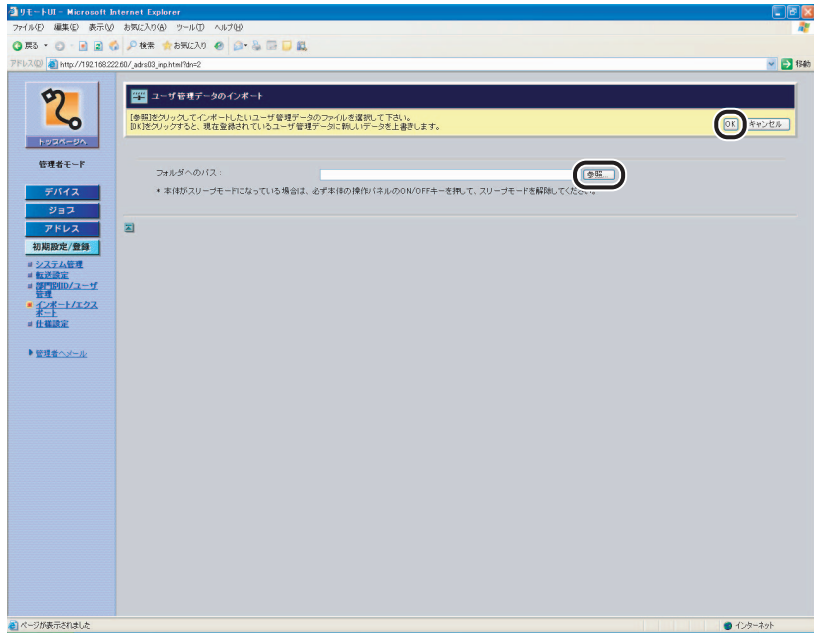 リモートUI - Microsoft Internet Explorer
ファイル(F) 編集(E) 表示(V) お気に入り(A) ツール(T) ヘルプ(H)
戻る 検索 お気に入り
アドレス(D) http://192.168.222.60/_adrs03_inp.html?dn=2 移動
トップページへ
管理者モード
デバイス
ジョブ
アドレス
初期設定/登録
システム管理
転送設定
部門別ID/ユーザ
管理
インポート/エクス
ポート
仕様設定
管理者へメール
ユーザ管理データのインポート
[参照]をクリックしてインポートしたいユーザ管理データのファイルを選択して下さい。
[OK]をクリックすると、現在登録されているユーザ管理データに新しいデータを上書きします。
OK キャンセル
フォルダへのパス： 参照...
* 本体がスリープモードになっている場合は、必ず本体の操作パネルのON/OFFキーを押して、スリープモードを解除してください。
ページが表示されました インターネット